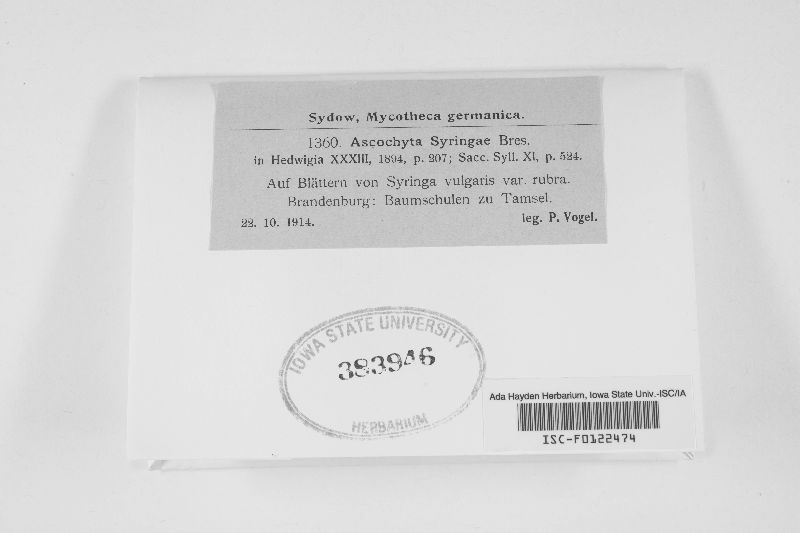 Sydow, Mycotheca germanica.
1360. Ascochyta Syringae Bres.
in Hedwigia XXXIII, 1894, p. 207; Sacc. Syll. XI, p. 524.
Auf Blättern von Syringa vulgaris var. rubra.
Brandenburg: Baumschulen zu Tamsel.
22. 10. 1914. leg. P. Vogel.
IOWA STATE UNIVERSITY
383946
HERBARIUM
Ada Hayden Herbarium, Iowa State Univ.-ISC/IA
ISC-F0122474